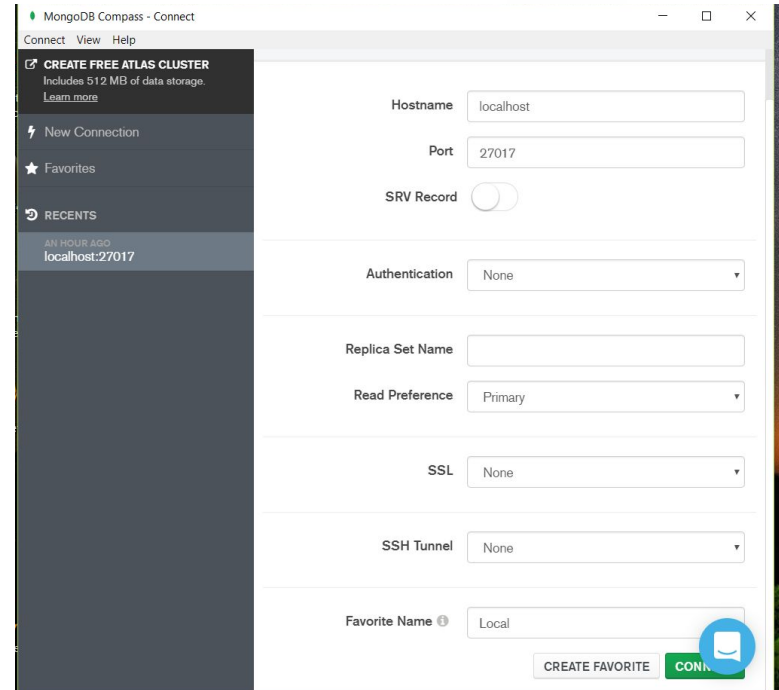 MongoDB Compass - Connect
Connect View Help
CREATE FREE ATLAS CLUSTER
Includes 512 MB of data storage.
Learn more
New Connection
Favorites
RECENTS
AN HOUR AGO
localhost:27017
Hostname localhost
Port 27017
SRV Record
Authentication None
Replica Set Name
Read Preference Primary
SSL None
SSH Tunnel None
Favorite Name Local
CREATE FAVORITE